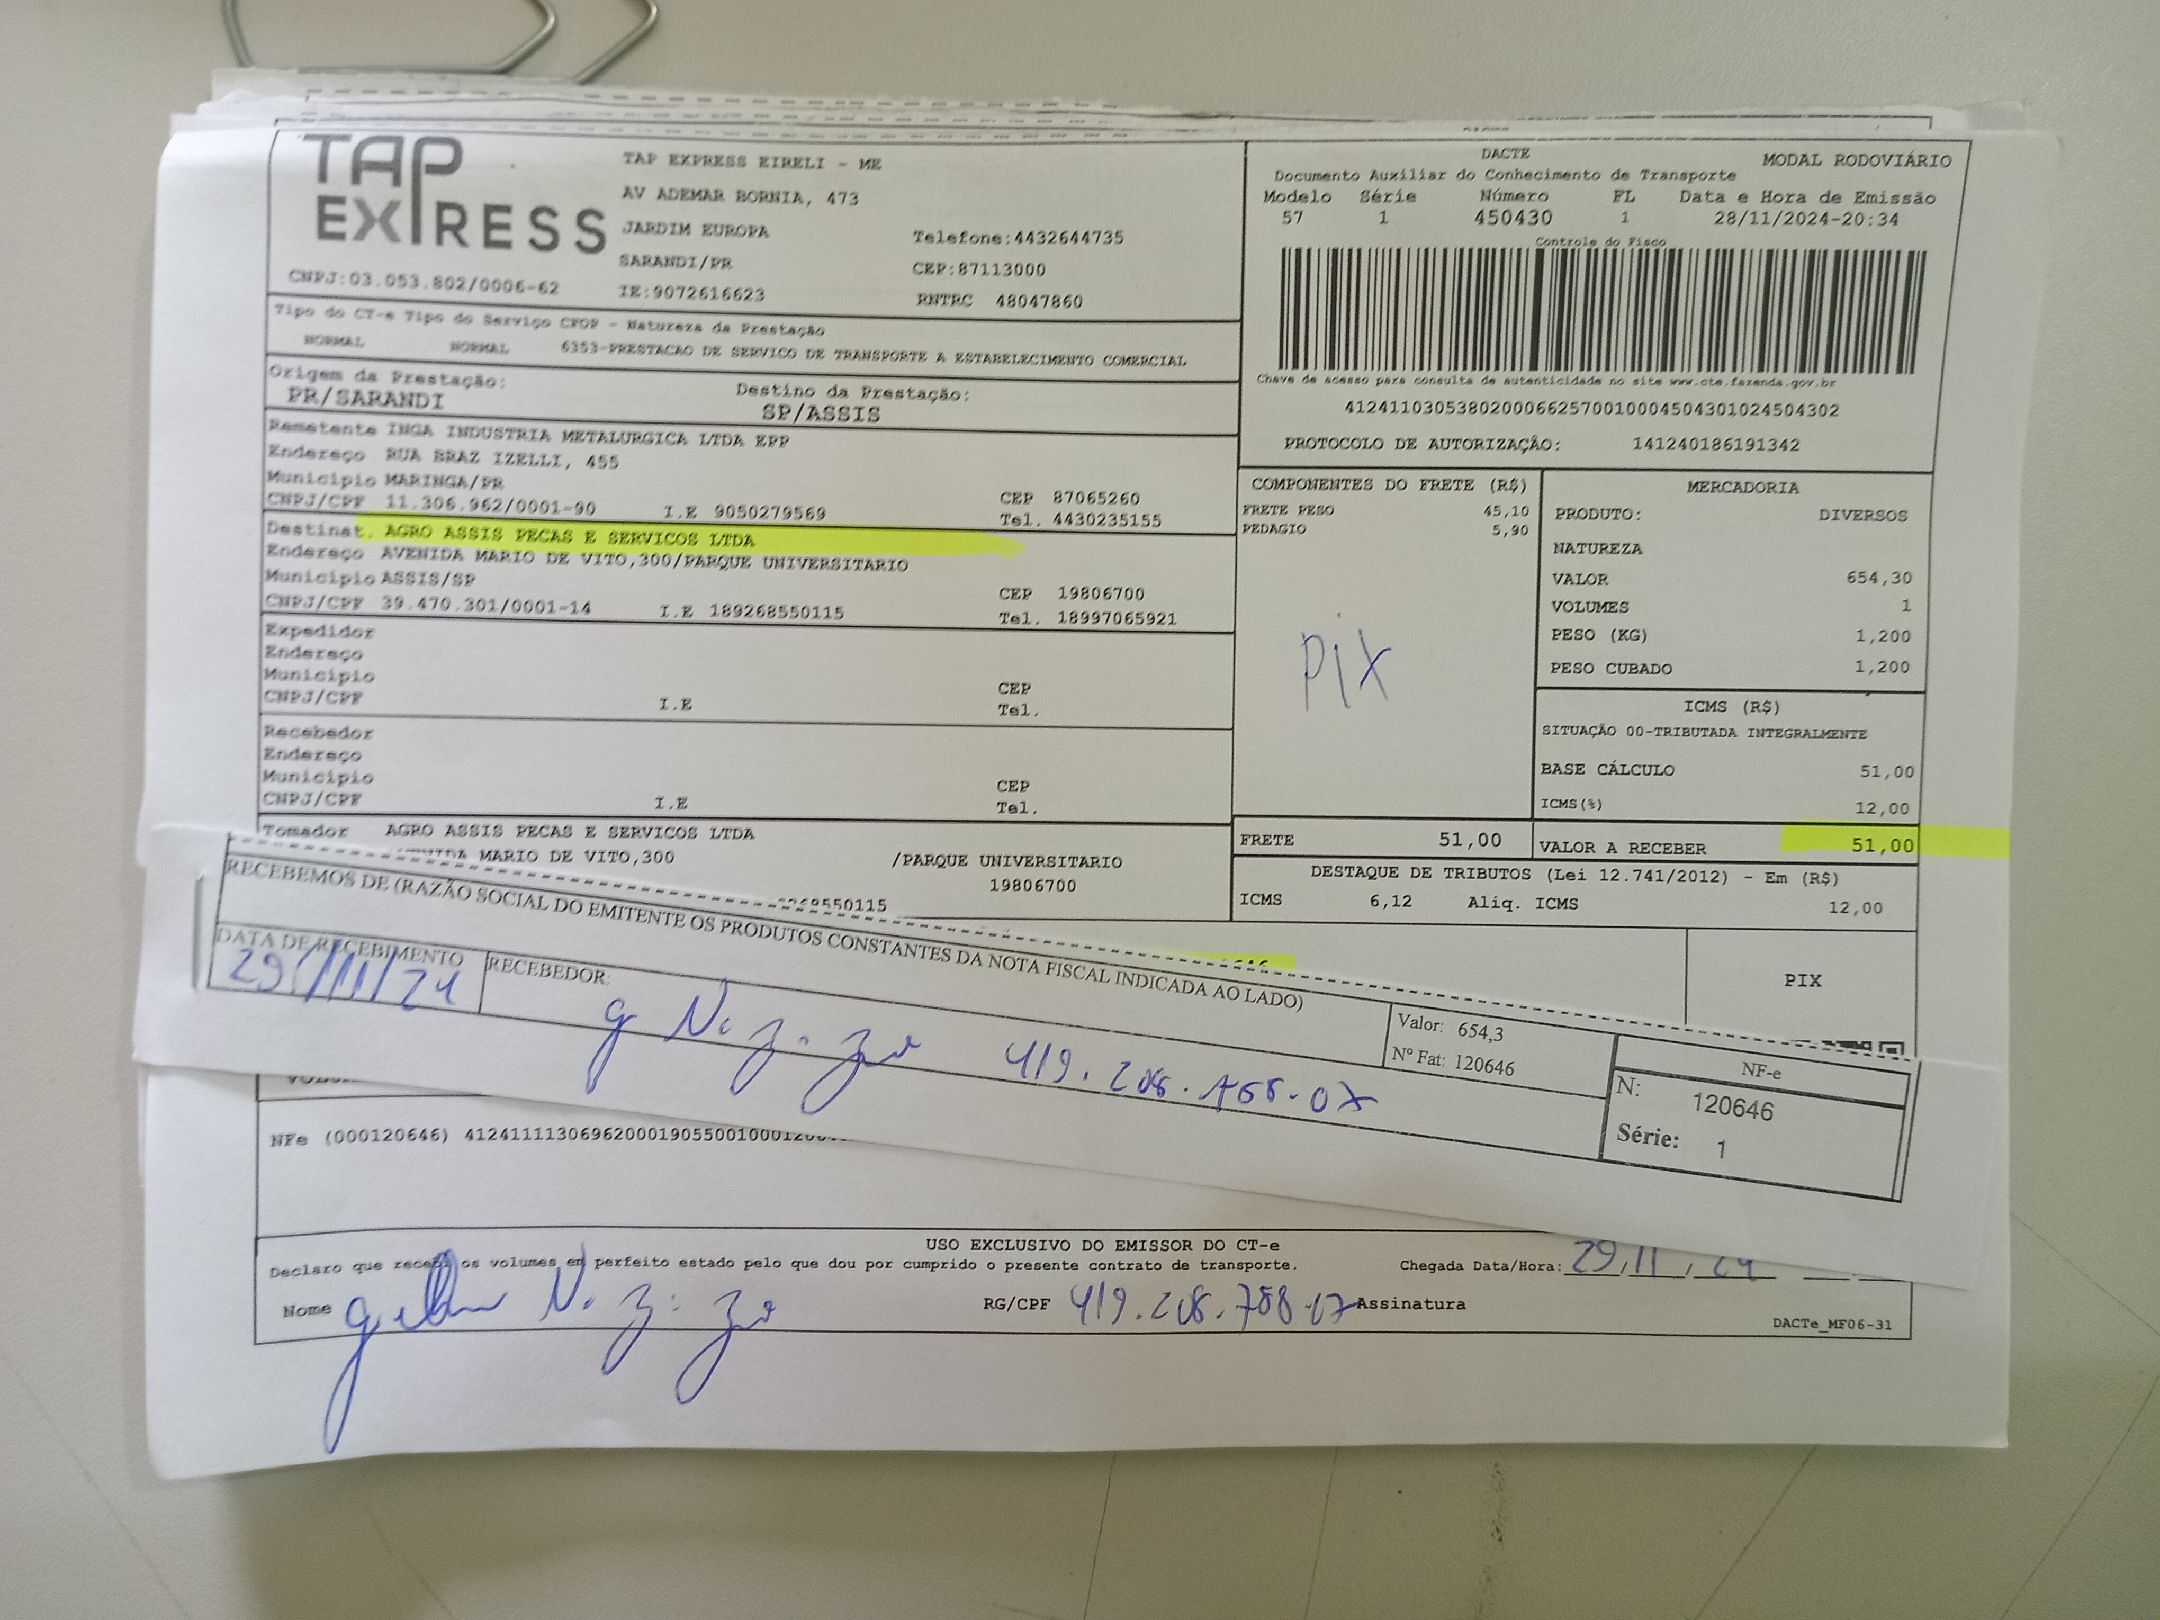 TAP EXPRESS
TAP EXPRESS EIRELI - ME
AV ADEMAR BORNIA, 473
JARDIM EUROPA
Telefone:4432644735
SARANDI/PR
CEP:87113000
CNPJ:03.053.802/0006-62
IE:9072616623
RNTRC 48047860
DACTE
MODAL RODOVIÁRIO
Documento Auxiliar do Conhecimento de Transporte
Modelo Série Número FL Data e Hora de Emissão
57 1 450430 1 28/11/2024-20:34
Controle do Fisco
Chave de acesso para consulta de autenticidade no site www.cte.fazenda.gov.br
41241103053802000662570010004504301024504302
PROTOCOLO DE AUTORIZAÇÃO: 141240186191342
Tipo do CT-e Tipo do Serviço CFOP - Natureza da Prestação
NORMAL NORMAL 6353-PRESTACAO DE SERVICO DE TRANSPORTE A ESTABELECIMENTO COMERCIAL
Origem da Prestação: Destino da Prestação:
PR/SARANDI SP/ASSIS
Remetente INGA INDUSTRIA METALURGICA LTDA EPP
Endereço RUA BRAZ IZELLI, 455
Município MARINGA/PR CEP 87065260
CNPJ/CPF 11.306.962/0001-90 I.E 9050279569 Tel. 4430235155
Destinat. AGRO ASSIS PECAS E SERVICOS LTDA
Endereço AVENIDA MARIO DE VITO,300/PARQUE UNIVERSITARIO
Município ASSIS/SP CEP 19806700
CNPJ/CPF 39.470.301/0001-14 I.E 189268550115 Tel. 18997065921
Expedidor
Endereço
Município CEP
CNPJ/CPF I.E Tel.
Recebedor
Endereço
Município CEP
CNPJ/CPF I.E Tel.
Tomador AGRO ASSIS PECAS E SERVICOS LTDA
MARIO DE VITO,300 /PARQUE UNIVERSITARIO
19806700
COMPONENTES DO FRETE (R$)
FRETE PESO 45,10
PEDAGIO 5,90
PIX
MERCADORIA
PRODUTO: DIVERSOS
NATUREZA
VALOR 654,30
VOLUMES 1
PESO (KG) 1,200
PESO CUBADO 1,200
ICMS (R$)
SITUAÇÃO 00-TRIBUTADA INTEGRALMENTE
BASE CÁLCULO 51,00
ICMS(%) 12,00
FRETE 51,00 VALOR A RECEBER 51,00
DESTAQUE DE TRIBUTOS (Lei 12.741/2012) - Em (R$)
ICMS 6,12 Aliq. ICMS 12,00
PIX
RECEBEMOS DE (RAZÃO SOCIAL DO EMITENTE OS PRODUTOS CONSTANTES DA NOTA FISCAL INDICADA AO LADO)
DATA DE RECEBIMENTO RECEBEDOR:
29/11/24
Valor: 654,3
Nº Fat: 120646
NF-e
N: 120646
Série: 1
NFe (000120646)
USO EXCLUSIVO DO EMISSOR DO CT-e
Declaro que recebi os volumes em perfeito estado pelo que dou por cumprido o presente contrato de transporte.
Chegada Data/Hora: 29,11,24
Nome RG/CPF 419.208.788.07 Assinatura
DACTe_MF06-31